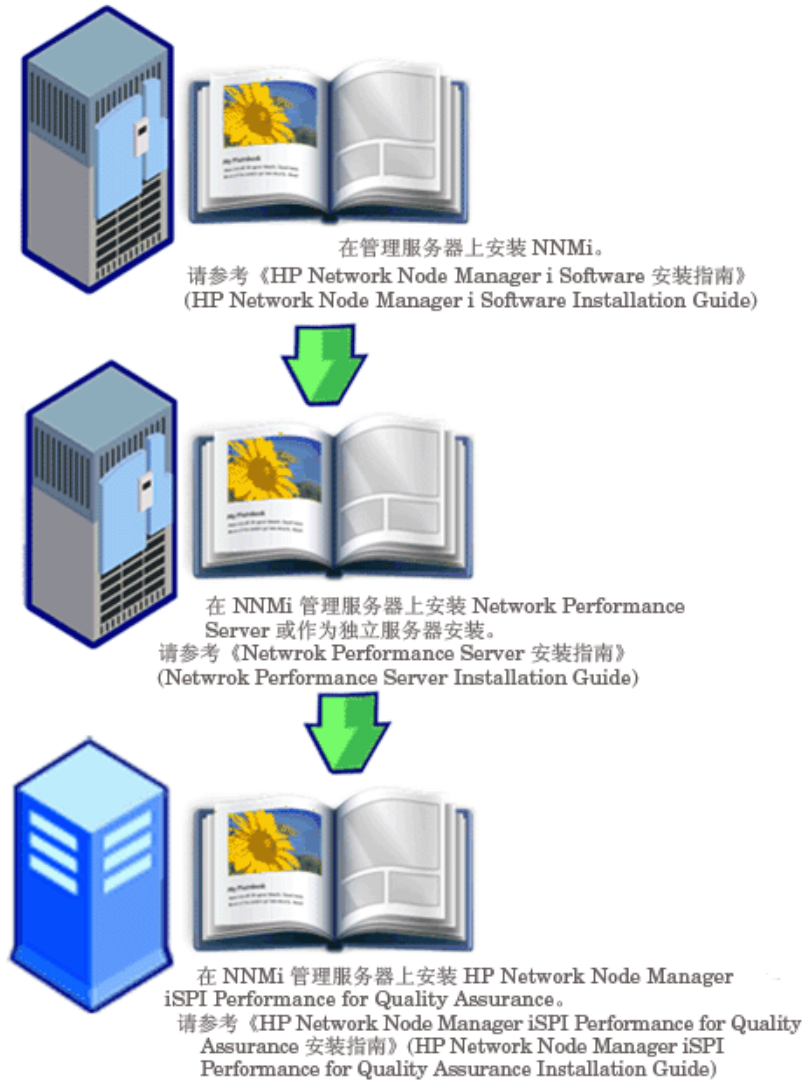 在管理服务器上安装 NNMi。
请参考《HP Network Node Manager i Software 安装指南》
(HP Network Node Manager i Software Installation Guide)
在 NNMi 管理服务器上安装 Network Performance
Server 或作为独立服务器安装。
请参考《Netwrok Performance Server 安装指南》
(Netwrok Performance Server Installation Guide)
在 NNMi 管理服务器上安装 HP Network Node Manager
iSPI Performance for Quality Assurance。
请参考《HP Network Node Manager iSPI Performance for Quality
Assurance 安装指南》(HP Network Node Manager iSPI
Performance for Quality Assurance Installation Guide)